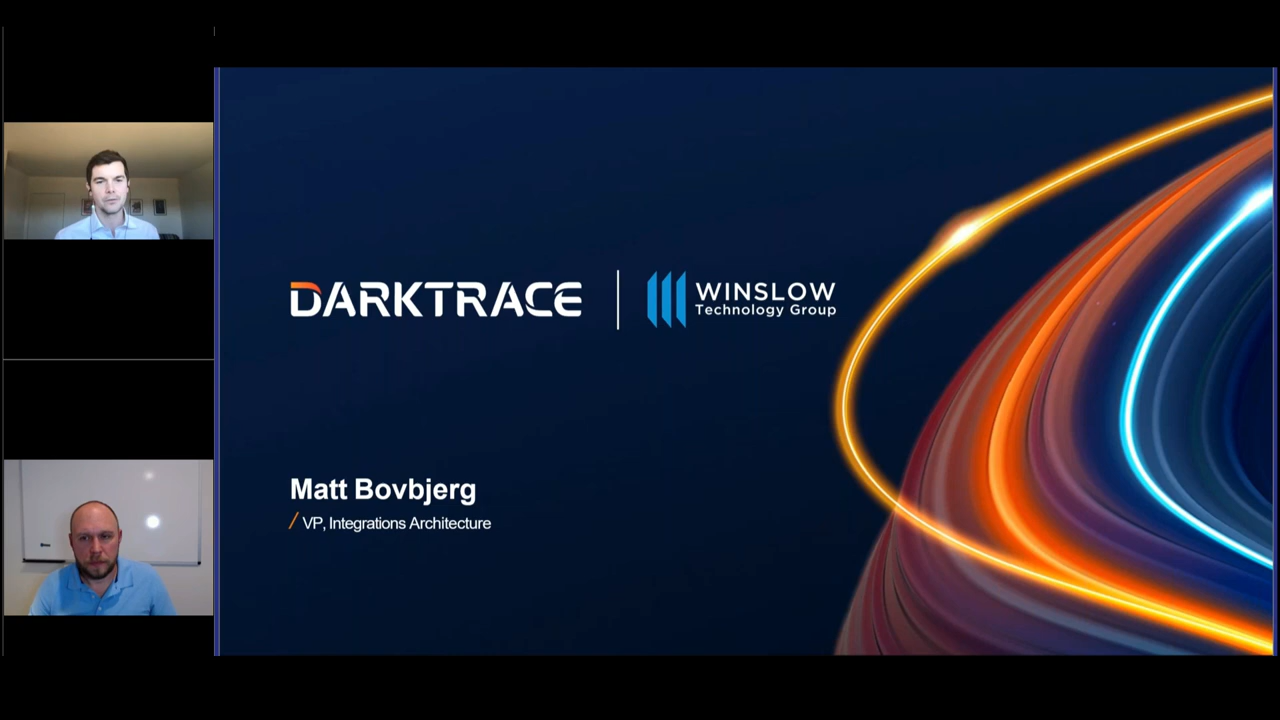 DARKTRACE
WINSLOW
Technology Group
Matt Bovbjerg
/ VP, Integrations Architecture